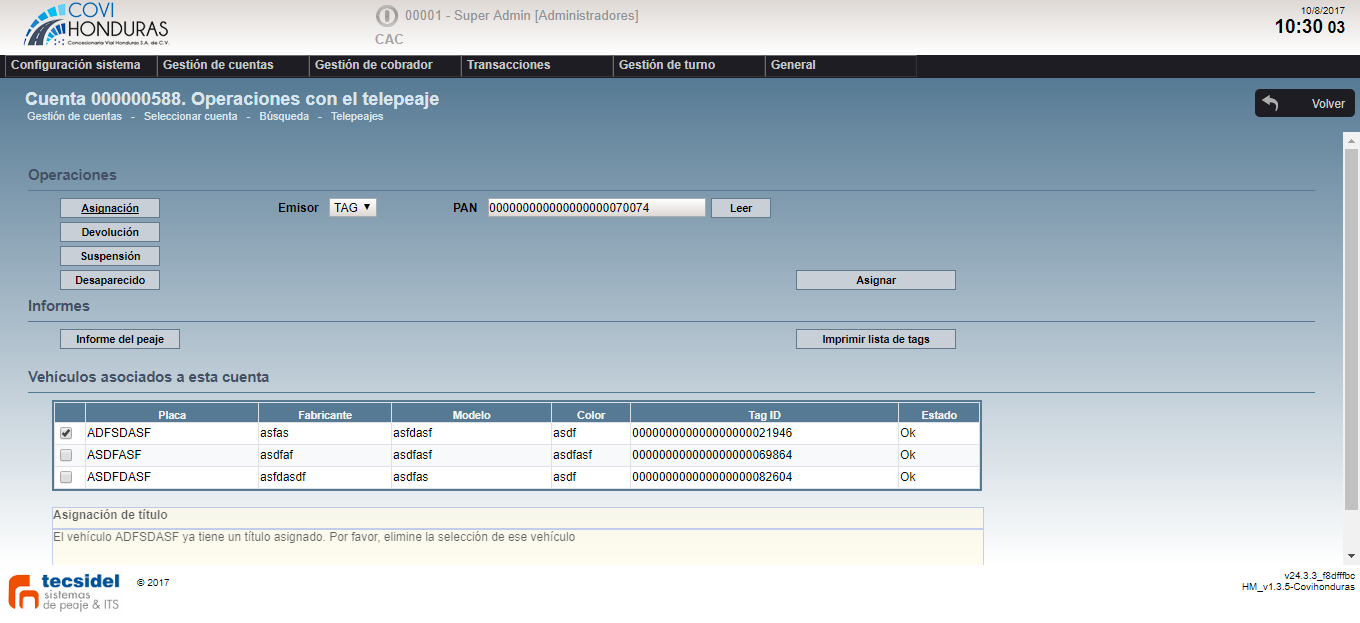 COVI
HONDURAS
Concesionaria Vial Honduras S.A. de C.V.
00001 - Super Admin [Administradores]
CAC
10/8/2017
10:30 03
Configuración sistema Gestión de cuentas Gestión de cobrador Transacciones Gestión de turno General
Cuenta 000000588. Operaciones con el telepeaje
Gestión de cuentas - Seleccionar cuenta - Búsqueda - Telepeajes
Volver
Operaciones
Asignación Emisor TAG PAN 000000000000000000070074 Leer
Devolución
Suspensión
Desaparecido Asignar
Informes
Informe del peaje Imprimir lista de tags
Vehículos asociados a esta cuenta
Placa Fabricante Modelo Color Tag ID Estado
ADFSDASF asfas asfdasf asdf 000000000000000000021946 Ok
ASDFASF asdfaf asdfasf asdfasf 000000000000000000069864 Ok
ASDFDASF asfdasdf asdfas asdf 000000000000000000082604 Ok
Asignación de título
El vehículo ADFSDASF ya tiene un título asignado. Por favor, elimine la selección de ese vehículo
tecsidel
sistemas
de peaje & ITS
© 2017
v24.3.3_f8dfffbc
HM_v1.3.5-Covihonduras